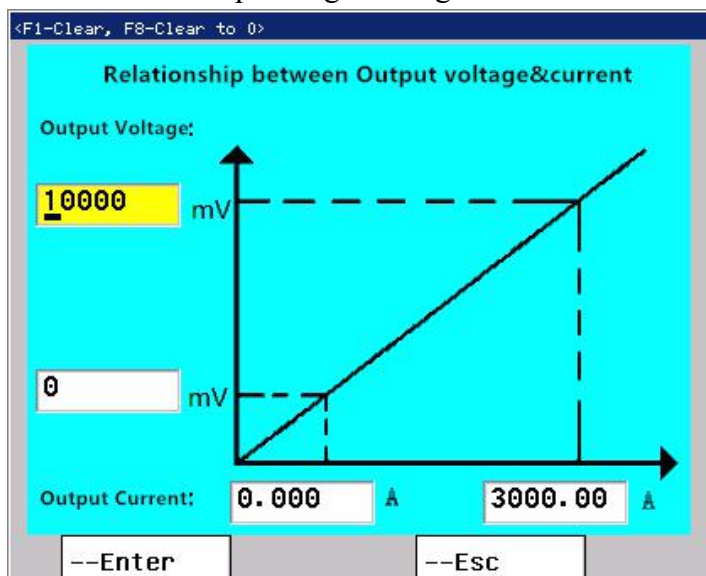 <F1-Clear, F8-Clear to 0>
Relationship between Output voltage&current
Output Voltage:
10000 mV
0 mV
Output Current: 0.000 A 3000.00 A
--Enter --Esc